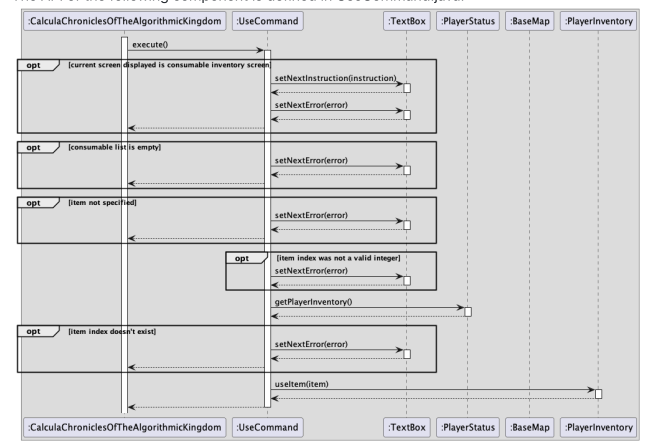 The API of the following component is defined in UseCommand.java.
:CalculaChroniclesOfTheAlgorithmicKingdom :UseCommand :TextBox :PlayerStatus :BaseMap :PlayerInventory
execute()
opt [current screen displayed is consumable inventory screen]
setNextInstruction(instruction)
setNextError(error)
opt [consumable list is empty]
setNextError(error)
opt [item not specified]
setNextError(error)
opt [item index was not a valid integer]
setNextError(error)
getPlayerInventory()
opt [item index doesn't exist]
setNextError(error)
useItem(item)
:CalculaChroniclesOfTheAlgorithmicKingdom :UseCommand :TextBox :PlayerStatus :BaseMap :PlayerInventory